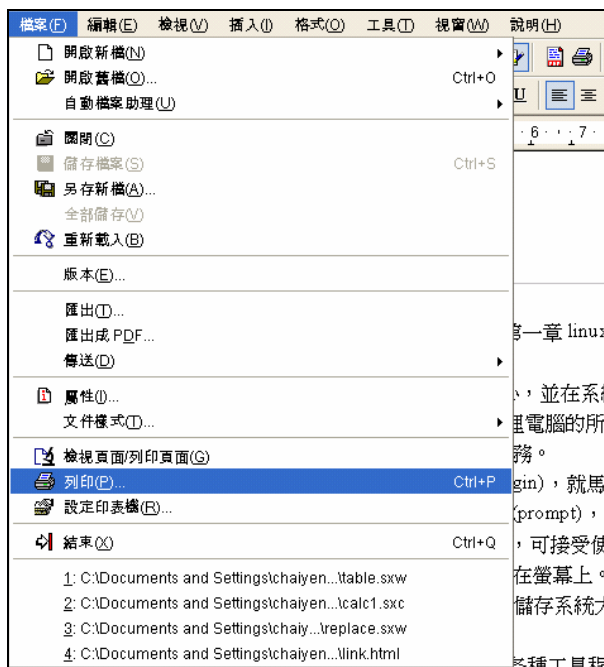 檔案(F) 編輯(E) 檢視(V) 插入(I) 格式(O) 工具(T) 視窗(W) 說明(H)
開啟新檔(N)
開啟舊檔(O)... Ctrl+O
自動檔案助理(U)
U
關閉(C)
6 7
儲存檔案(S) Ctrl+S
另存新檔(A)...
全部儲存(V)
重新載入(B)
版本(E)...
匯出(T)...
匯出成 PDF...
第一章 linux
傳送(D)
屬性(I)...
，並在系統
文件樣式(T)...
理電腦的所
檢視頁面/列印頁面(G)
務。
列印(P)... Ctrl+P
gin)，就馬
設定印表機(R)...
(prompt)，
結束(X) Ctrl+Q
，可接受使
1: C:\Documents and Settings\chaiyen...\table.sxw
在螢幕上。
2: C:\Documents and Settings\chaiyen...\calc1.sxc
儲存系統大
3: C:\Documents and Settings\chaiy...\replace.sxw
4: C:\Documents and Settings\chaiyen...\link.html
各種工具程